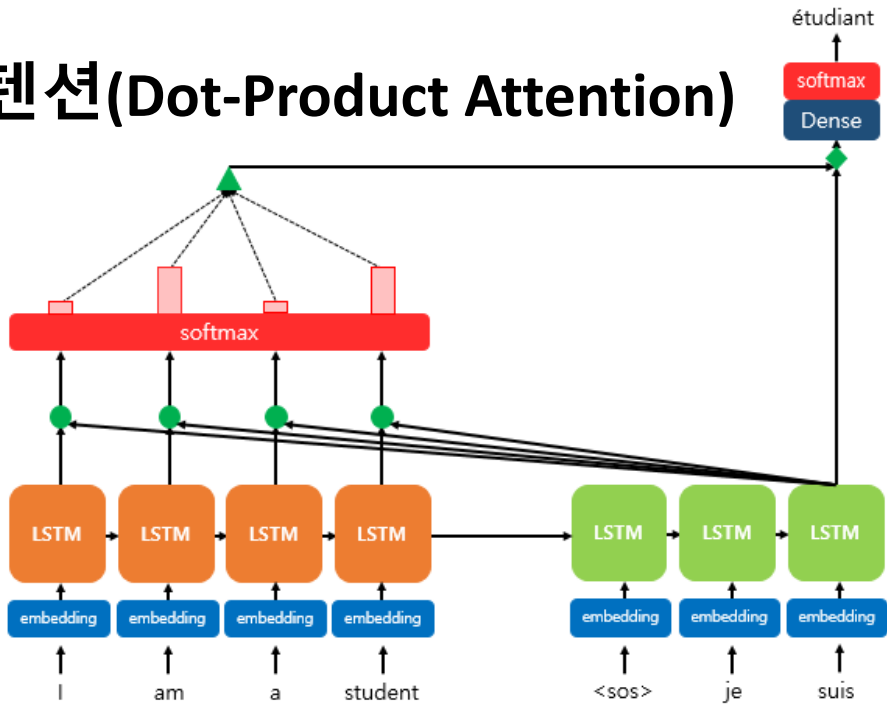 étudiant
텐션(Dot-Product Attention)
softmax
Dense
softmax
LSTM LSTM LSTM LSTM LSTM LSTM LSTM
embedding embedding embedding embedding embedding embedding embedding
I am a student <sos> je suis